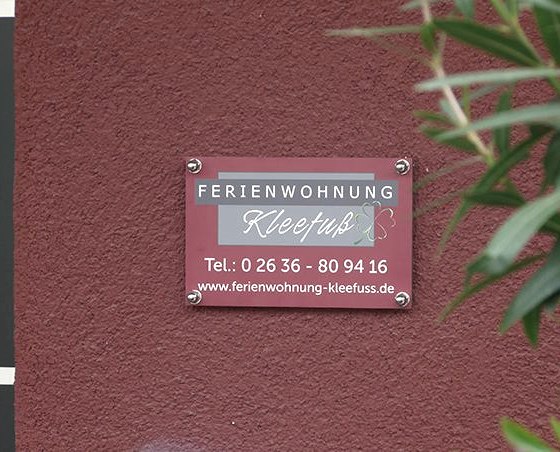 FERIENWOHNUNG
Kleefuß
Tel.: 0 26 36 - 80 94 16
www.ferienwohnung-kleefuss.de